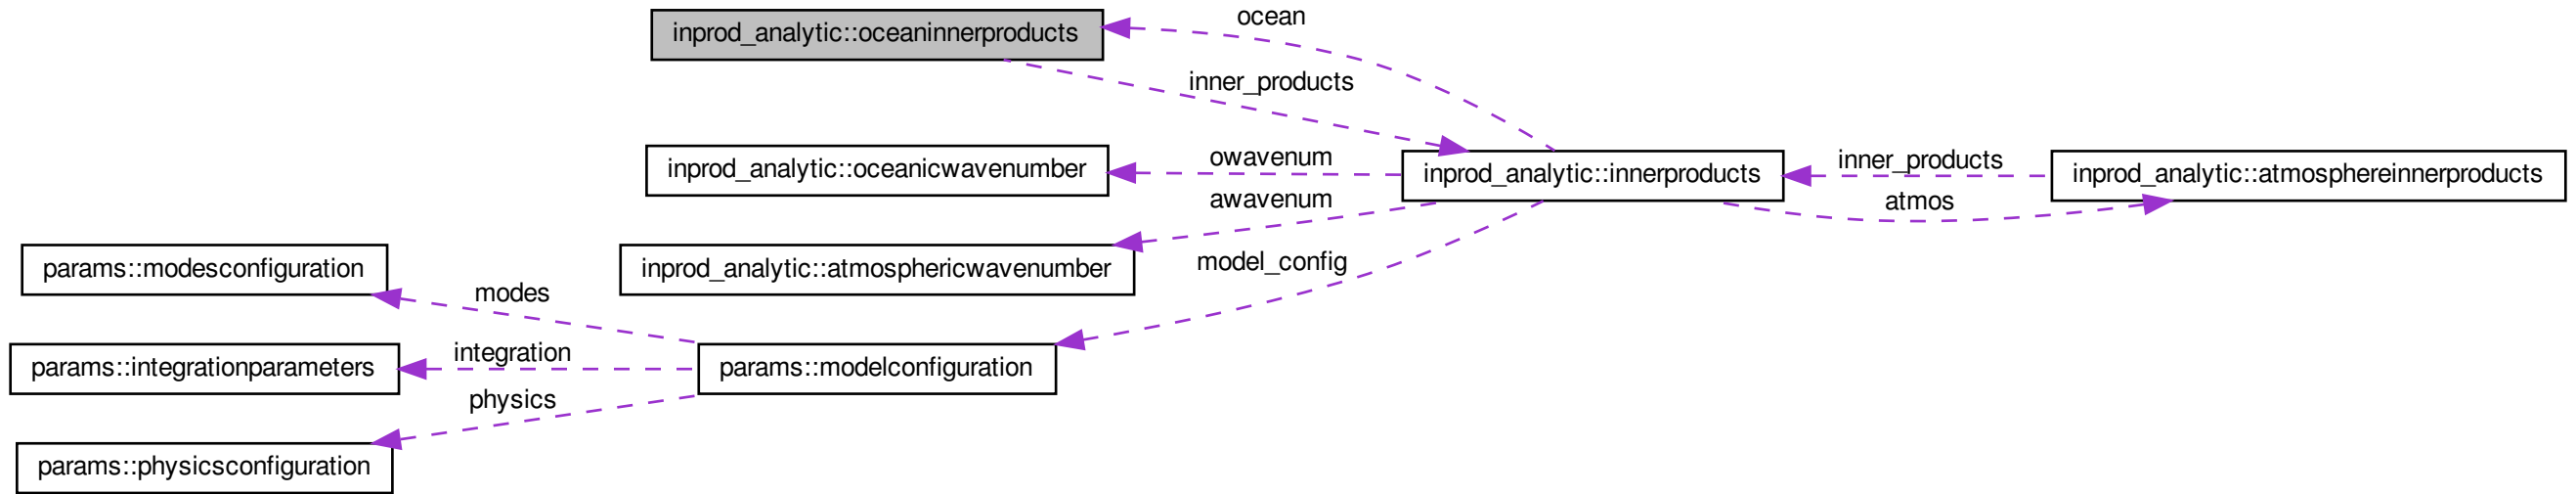 inprod_analytic::oceaninnerproducts
ocean
inner_products
inprod_analytic::oceanicwavenumber
owavenum
inprod_analytic::innerproducts
inner_products
inprod_analytic::atmosphereinnerproducts
awavenum
atmos
params::modesconfiguration
inprod_analytic::atmosphericwavenumber
model_config
modes
params::integrationparameters
integration
params::modelconfiguration
physics
params::physicsconfiguration